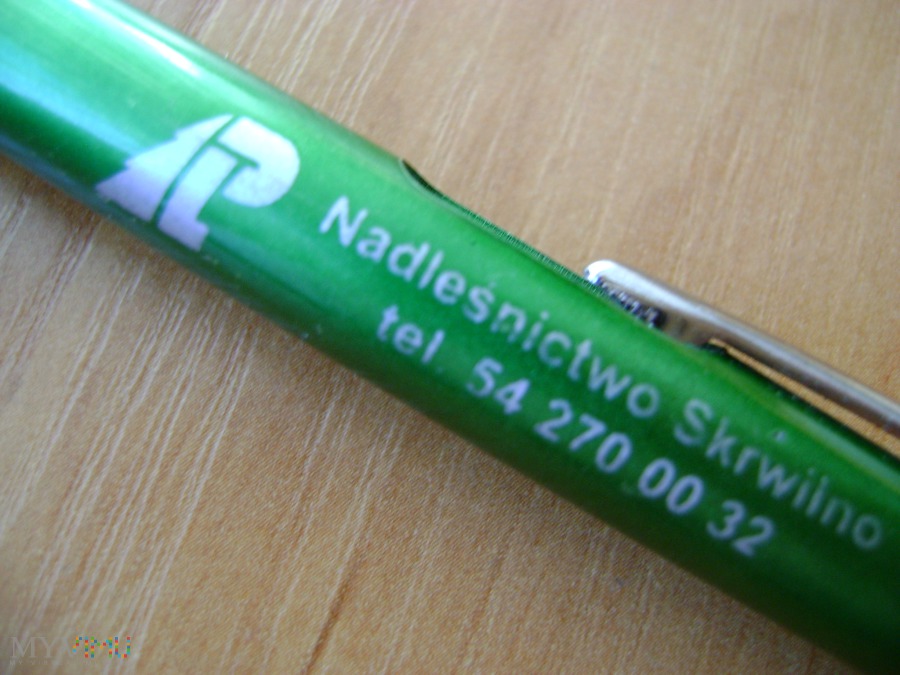 Nadleśnictwo Skrwilno
tel. 54 270 00 32